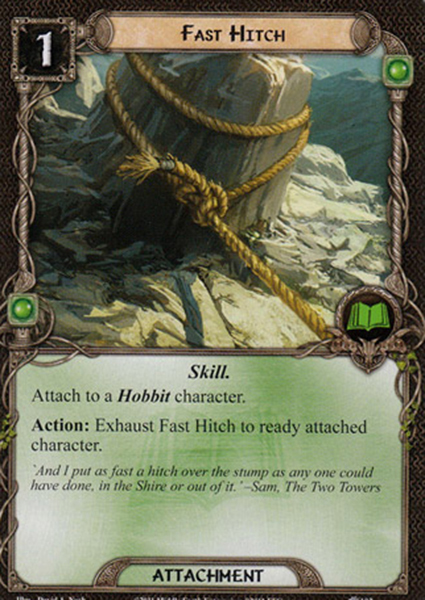 1
FAST HITCH
Skill.
Attach to a Hobbit character.
Action: Exhaust Fast Hitch to ready attached
character.
`And I put as fast a hitch over the stump as any one could
have done, in the Shire or out of it.´ –Sam, The Two Towers
ATTACHMENT